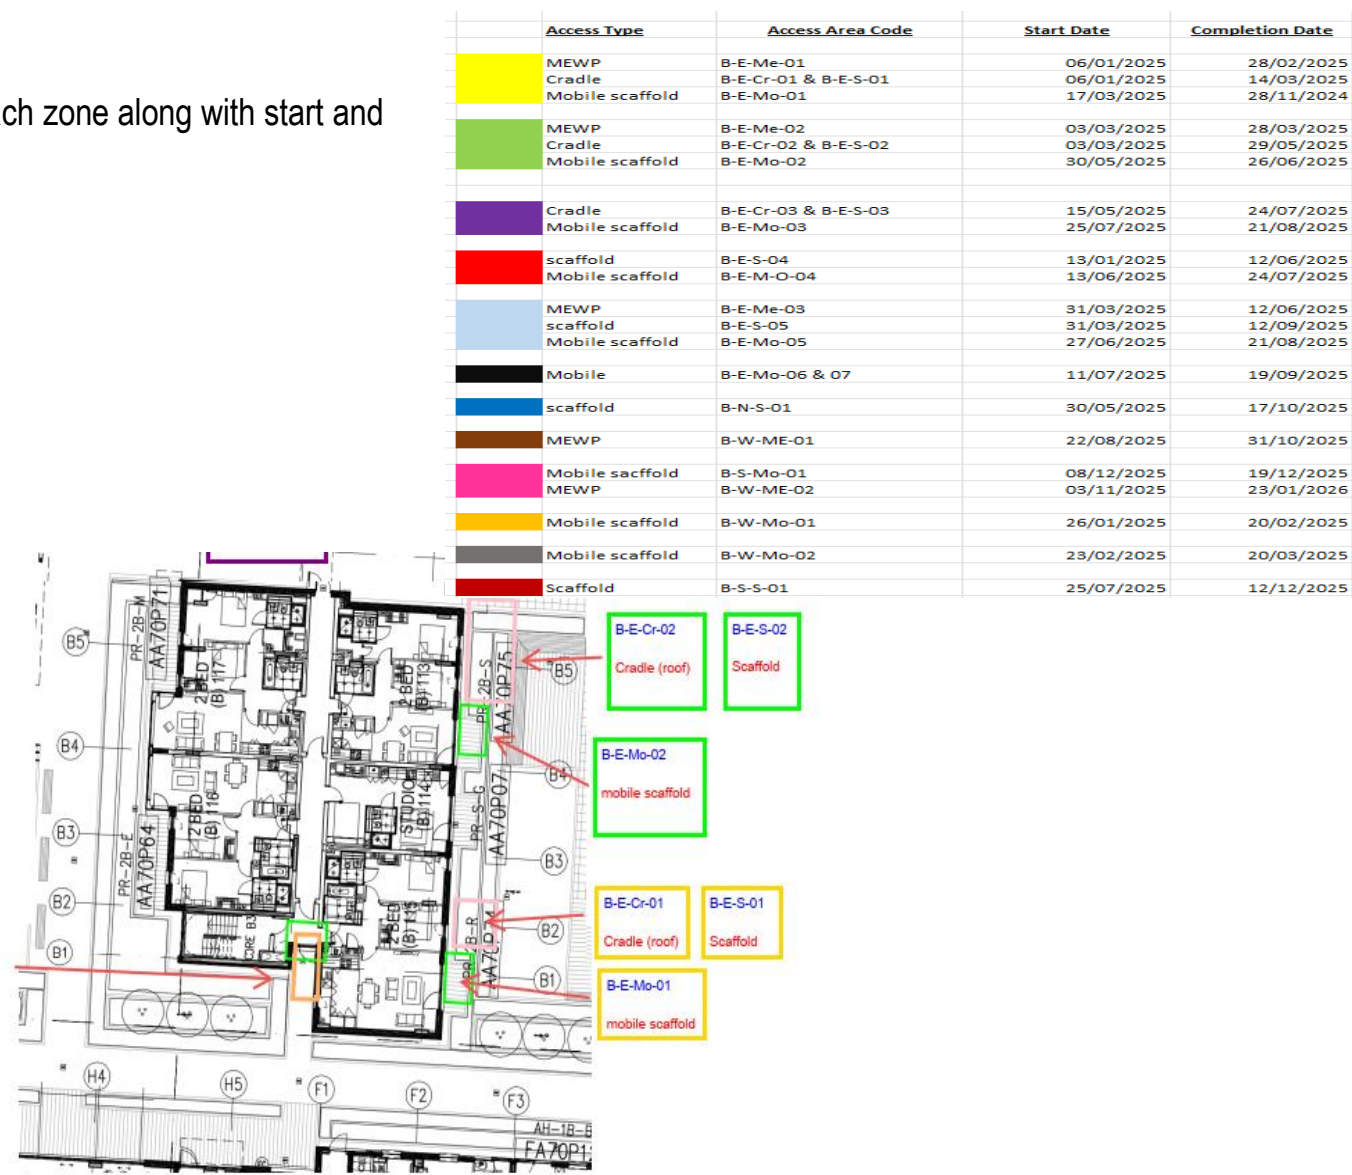 Access Type Access Area Code Start Date Completion Date
MEWP B-E-Me-01 06/01/2025 28/02/2025
Cradle B-E-Cr-01 & B-E-S-01 06/01/2025 14/03/2025
Mobile scaffold B-E-Mo-01 17/03/2025 28/11/2024
ch zone along with start and
MEWP B-E-Me-02 03/03/2025 28/03/2025
Cradle B-E-Cr-02 & B-E-S-02 03/03/2025 29/05/2025
Mobile scaffold B-E-Mo-02 30/05/2025 26/06/2025
Cradle B-E-Cr-03 & B-E-S-03 15/05/2025 24/07/2025
Mobile scaffold B-E-Mo-03 25/07/2025 21/08/2025
scaffold B-E-S-04 13/01/2025 12/06/2025
Mobile scaffold B-E-M-O-04 13/06/2025 24/07/2025
MEWP B-E-Me-03 31/03/2025 12/06/2025
scaffold B-E-S-05 31/03/2025 12/09/2025
Mobile scaffold B-E-Mo-05 27/06/2025 21/08/2025
Mobile B-E-Mo-06 & 07 11/07/2025 19/09/2025
scaffold B-N-S-01 30/05/2025 17/10/2025
MEWP B-W-ME-01 22/08/2025 31/10/2025
Mobile sacffold B-S-Mo-01 08/12/2025 19/12/2025
MEWP B-W-ME-02 03/11/2025 23/01/2026
Mobile scaffold B-W-Mo-01 26/01/2025 20/02/2025
Mobile scaffold B-W-Mo-02 23/02/2025 20/03/2025
Scaffold B-S-S-01 25/07/2025 12/12/2025
B-E-Cr-02
Cradle (roof)
B-E-S-02
Scaffold
B-E-Mo-02
mobile scaffold
B-E-Cr-01
Cradle (roof)
B-E-S-01
Scaffold
B-E-Mo-01
mobile scaffold
B5
B4
B3
B2
B1
PR-2B-M
AA70P71
PR-2B-E
AA70P64
2 BED
(B) 117
2 BED
(B) 113
2 BED
(B) 116
STUDIO
(B) 114
2 BED
(B) 115
PR-2B-S
AA70P75
PR-S-G
AA70P07
B5
B4
B3
B2
B1
H4
H5
F1
F2
F3
AH-1B-B
FA70P1